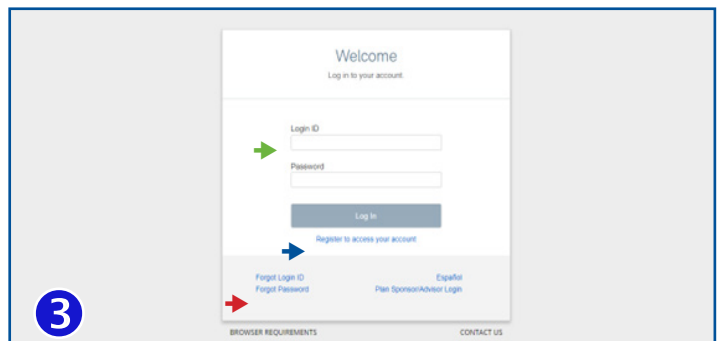 Welcome
Log in to your account.
Login ID
Password
Log In
Register to access your account
Forgot Login ID Español
Forgot Password Plan Sponsor/Advisor Login
3
BROWSER REQUIREMENTS CONTACT US